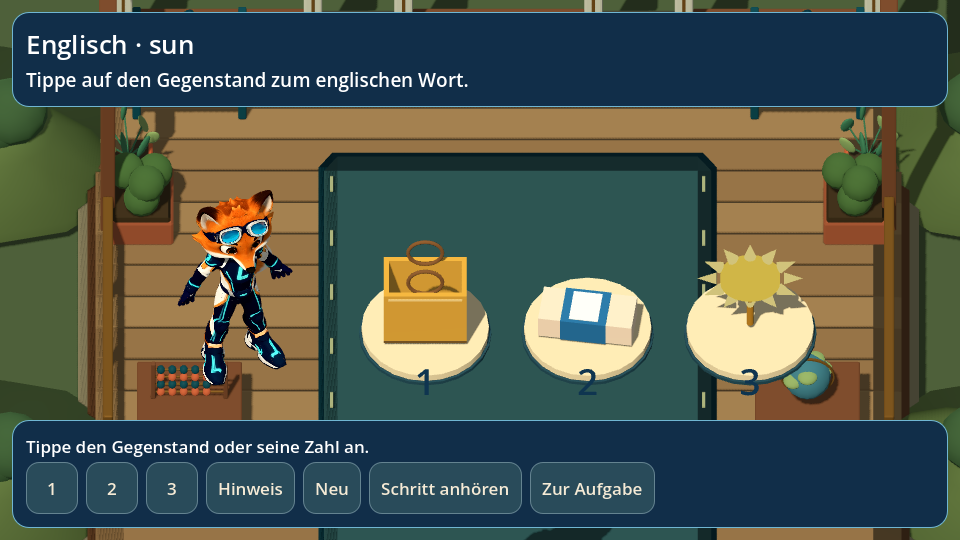 Englisch · sun
Tippe auf den Gegenstand zum englischen Wort.
1 2 3
Tippe den Gegenstand oder seine Zahl an.
1 2 3 Hinweis Neu Schritt anhören Zur Aufgabe